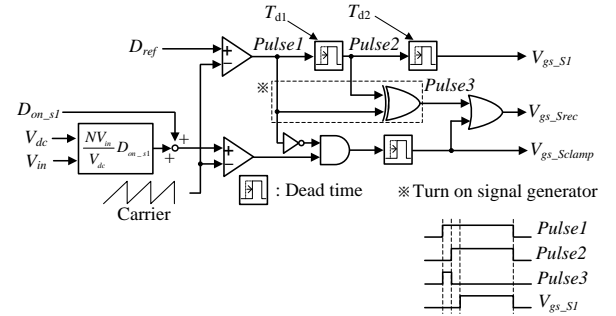 T_d1 T_d2
D_ref Pulse1 Pulse2 V_gs_S1
※ Pulse3
D_on_s1 V_gs_Srec
V_dc
V_in
NV_in / V_dc D_on_s1
V_gs_Sclamp
Carrier : Dead time ※Turn on signal generator
Pulse1
Pulse2
Pulse3
V_gs_S1